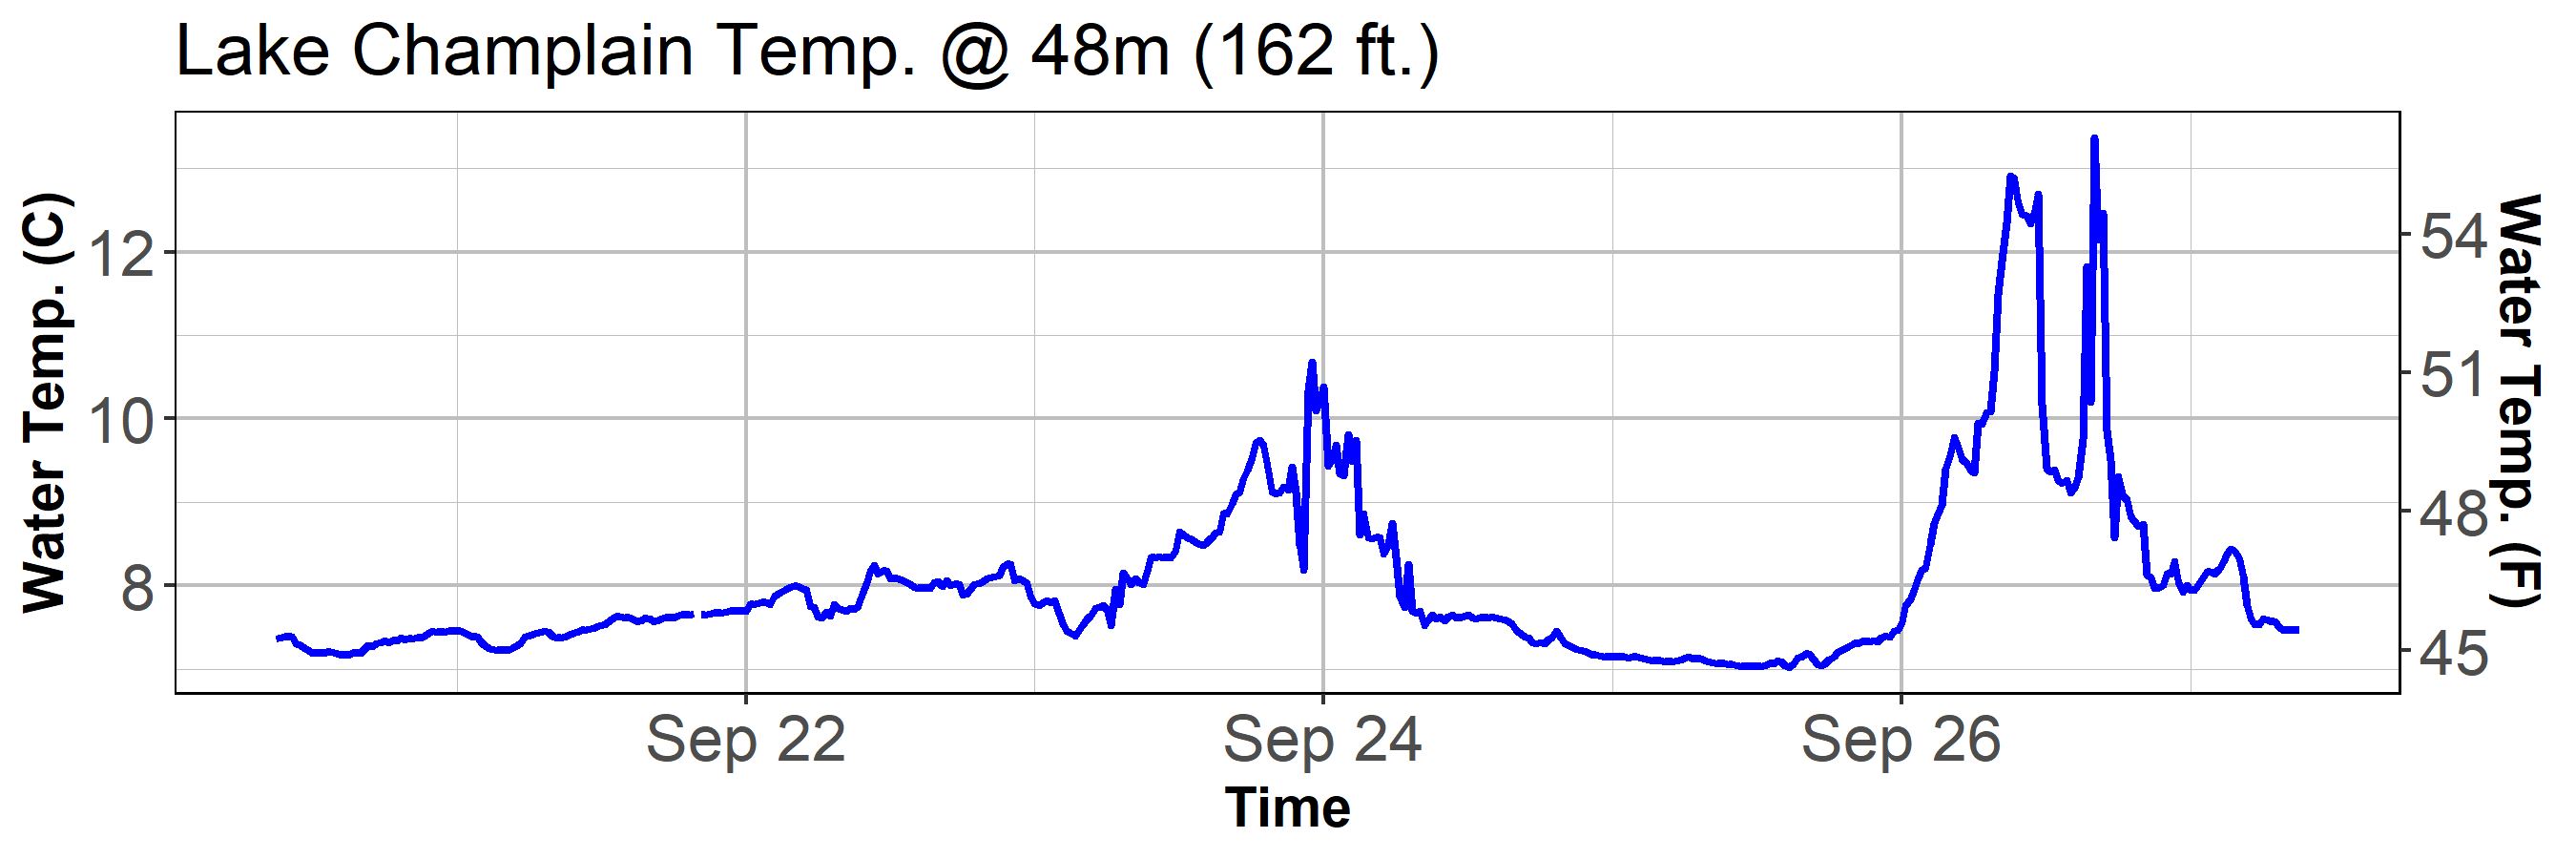 Lake Champlain Temp. @ 48m (162 ft.)
Water Temp. (C)
12
10
8
54
51
48
45
Water Temp. (F)
Sep 22
Sep 24
Sep 26
Time